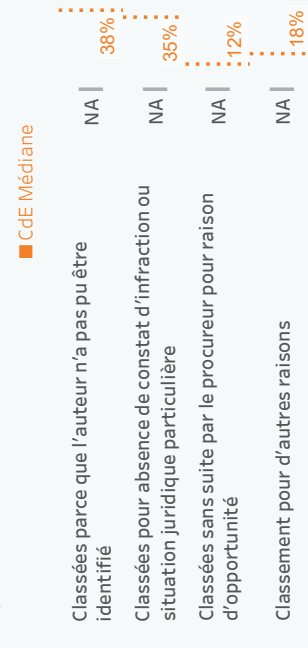 CdE Médiane
Classées parce que l'auteur n'a pas pu être
identifié
NA
38%
Classées pour absence de constat d'infraction ou
situation juridique particulière
NA
35%
Classées sans suite par le procureur pour raison
d'opportunité
NA
12%
Classement pour d'autres raisons
NA
18%